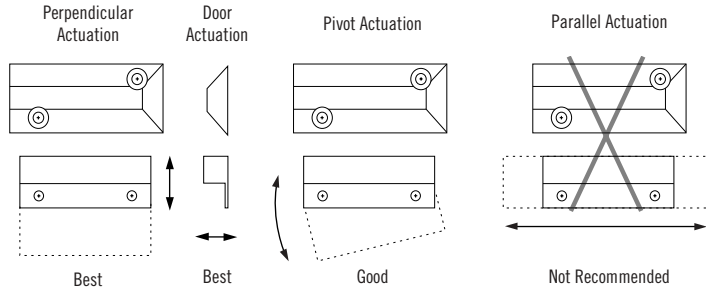 Perpendicular
Actuation
Door
Actuation
Pivot Actuation
Parallel Actuation
Best
Best
Good
Not Recommended